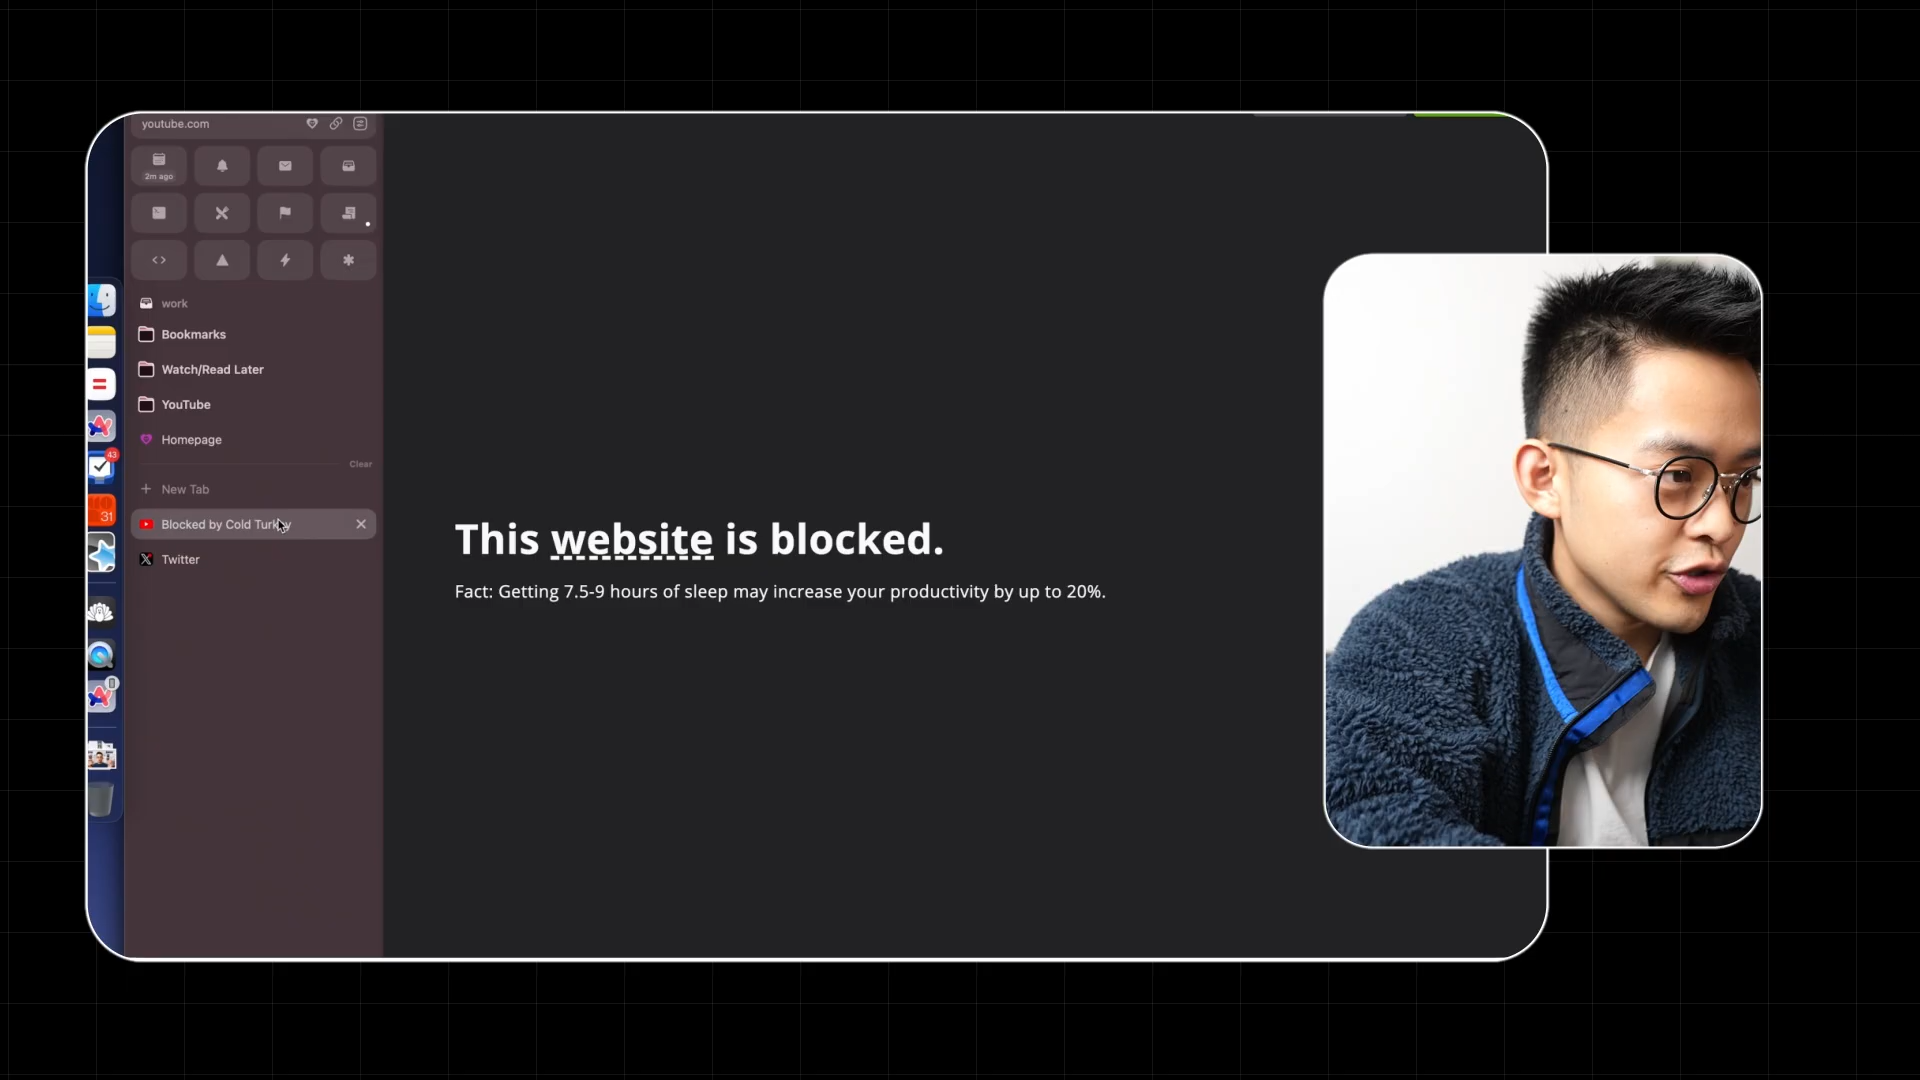 youtube.com
2m ago
work
Bookmarks
Watch/Read Later
YouTube
Homepage
Clear
43
New Tab
31
Blocked by Cold Turkey
Twitter
This website is blocked.
Fact: Getting 7.5-9 hours of sleep may increase your productivity by up to 20%.